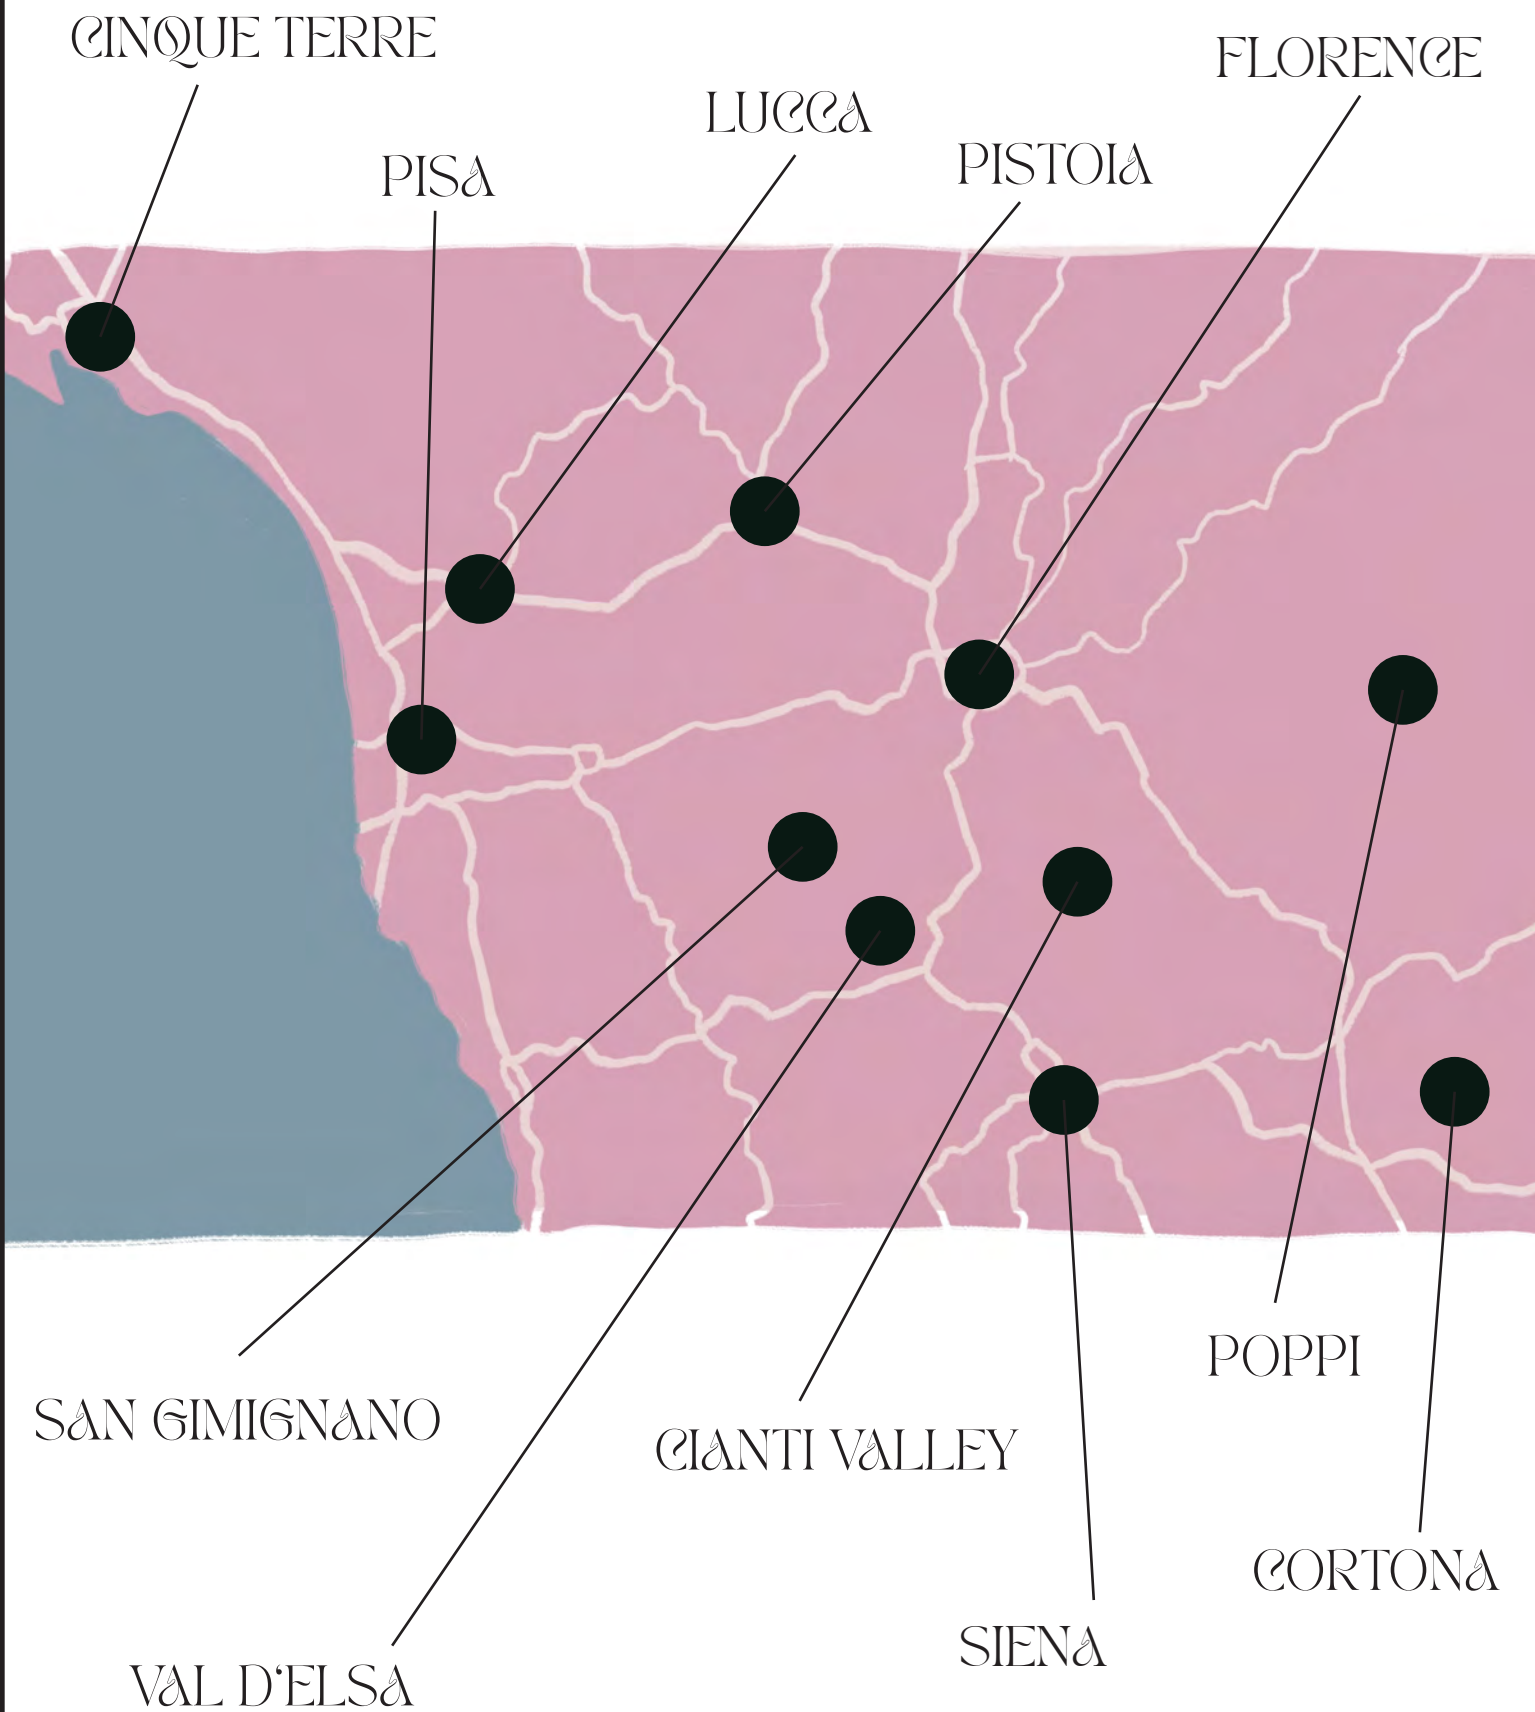 CINQUE TERRE
FLORENCE
LUCCA
PISTOIA
PISA
POPPI
SAN GIMIGNANO
CIANTI VALLEY
CORTONA
SIENA
VAL D‘ELSA